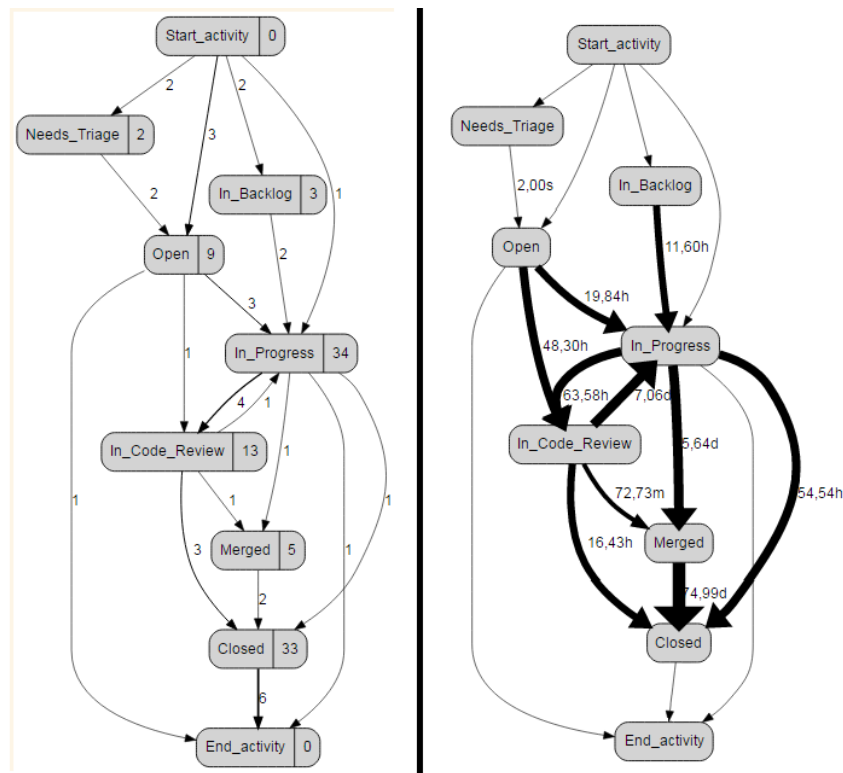 Start_activity 0
2
2
3
1
Needs_Triage 2
2
In_Backlog 3
Open 9
2
3
1
In_Progress 34
4
1
In_Code_Review 13
1
1
1
1
1
3
Merged 5
2
Closed 33
6
End_activity 0
Start_activity
Needs_Triage
2,00s
In_Backlog
Open
11,60h
19,84h
48,30h
In_Progress
63,58h
7,06d
In_Code_Review
5,64d
72,73m
54,54h
16,43h
Merged
74,99d
Closed
End_activity